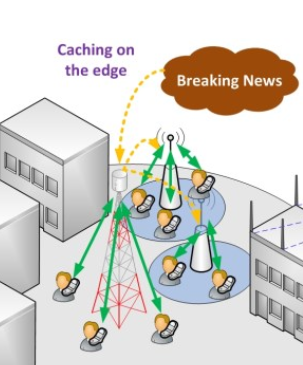 Caching on
the edge
Breaking News